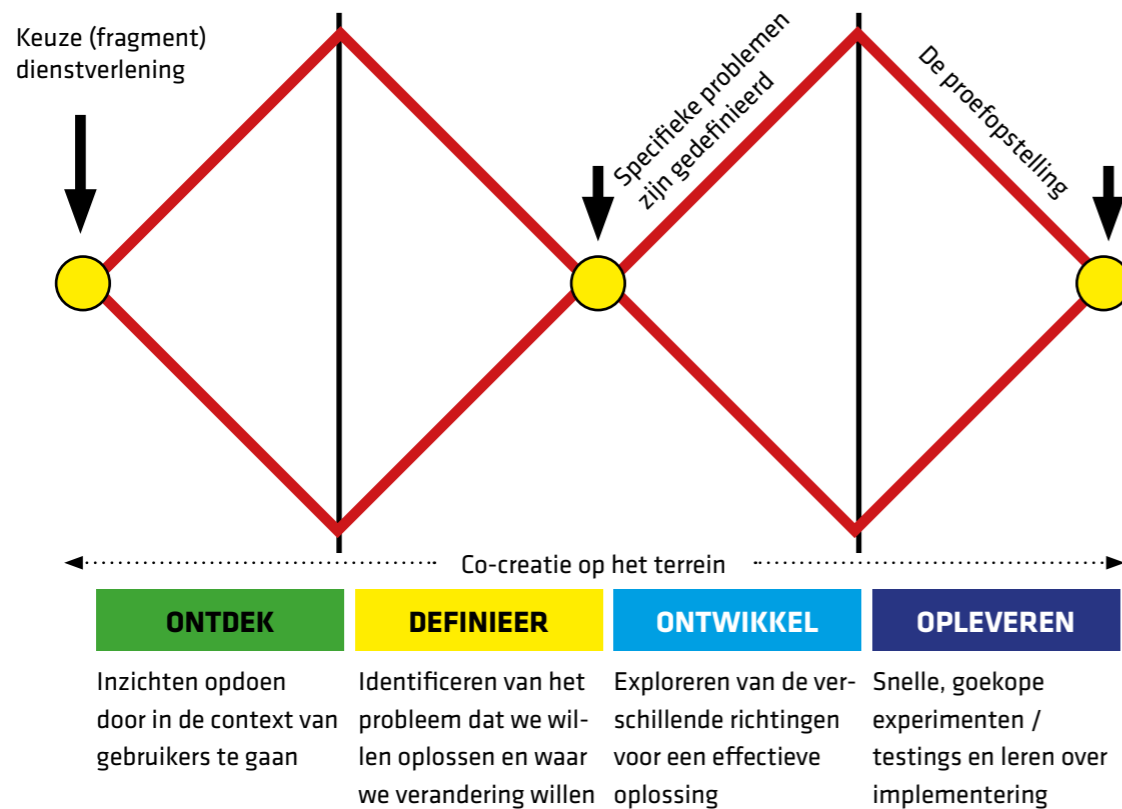 Keuze (fragment)
dienstverlening
Specifieke problemen
zijn gedefinieerd
De proefopstelling
Co-creatie op het terrein
ONTDEK
DEFINIEER
ONTWIKKEL
OPLEVEREN
Inzichten opdoen
door in de context van
gebruikers te gaan
Identificeren van het
probleem dat we wil-
len oplossen en waar
we verandering willen
Exploreren van de ver-
schillende richtingen
voor een effectieve
oplossing
Snelle, goekope
experimenten /
testings en leren over
implementering